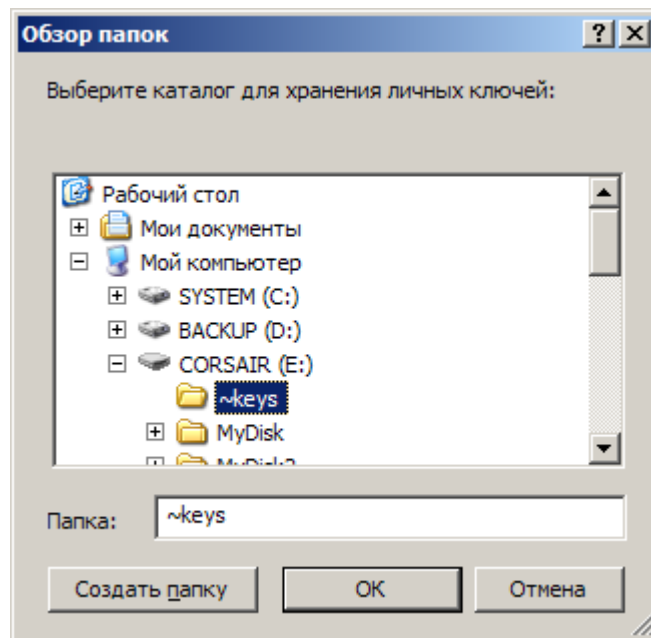 Обзор папок
Выберите каталог для хранения личных ключей:
Рабочий стол
Мои документы
Мой компьютер
SYSTEM (C:)
BACKUP (D:)
CORSAIR (E:)
~keys
MyDisk
MyDisk2
Папка:
~keys
Создать папку
OK
Отмена